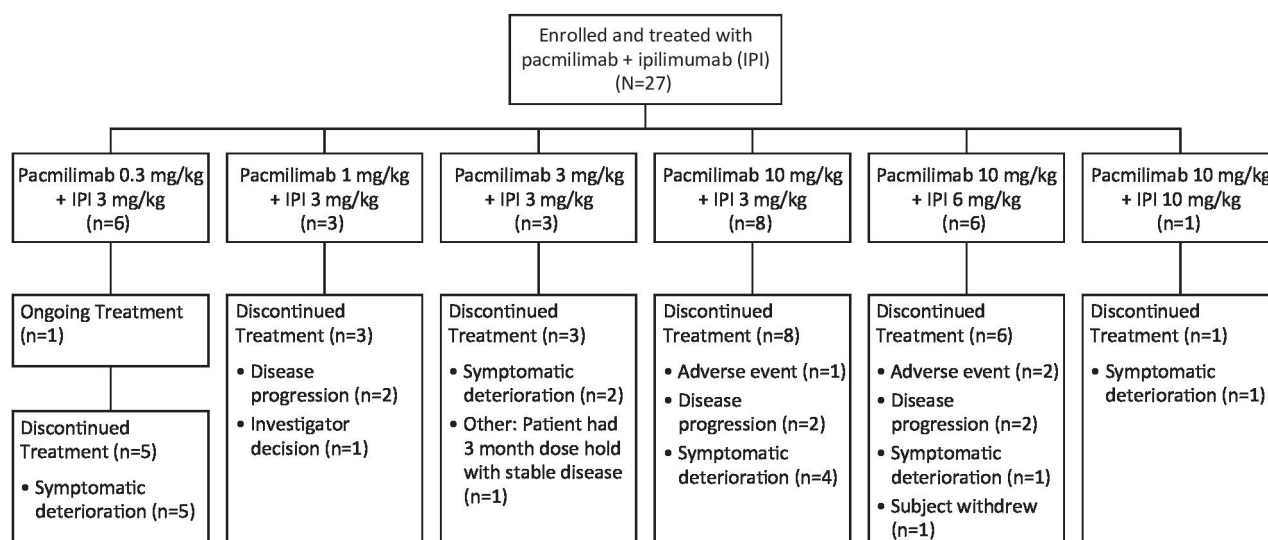 Enrolled and treated with
pacmilimab + ipilimumab (IPI)
(N=27)
Pacmilimab 0.3 mg/kg
+ IPI 3 mg/kg
(n=6)
Pacmilimab 1 mg/kg
+ IPI 3 mg/kg
(n=3)
Pacmilimab 3 mg/kg
+ IPI 3 mg/kg
(n=3)
Pacmilimab 10 mg/kg
+ IPI 3 mg/kg
(n=8)
Pacmilimab 10 mg/kg
+ IPI 6 mg/kg
(n=6)
Pacmilimab 10 mg/kg
+ IPI 10 mg/kg
(n=1)
Ongoing Treatment
(n=1)
Discontinued
Treatment (n=5)
• Symptomatic
deterioration (n=5)
Discontinued
Treatment (n=3)
• Disease
progression (n=2)
• Investigator
decision (n=1)
Discontinued
Treatment (n=3)
• Symptomatic
deterioration (n=2)
• Other: Patient had
3 month dose hold
with stable disease
(n=1)
Discontinued
Treatment (n=8)
• Adverse event (n=1)
• Disease
progression (n=2)
• Symptomatic
deterioration (n=4)
Discontinued
Treatment (n=6)
• Adverse event (n=2)
• Disease
progression (n=2)
• Symptomatic
deterioration (n=1)
• Subject withdrew
(n=1)
Discontinued
Treatment (n=1)
• Symptomatic
deterioration (n=1)